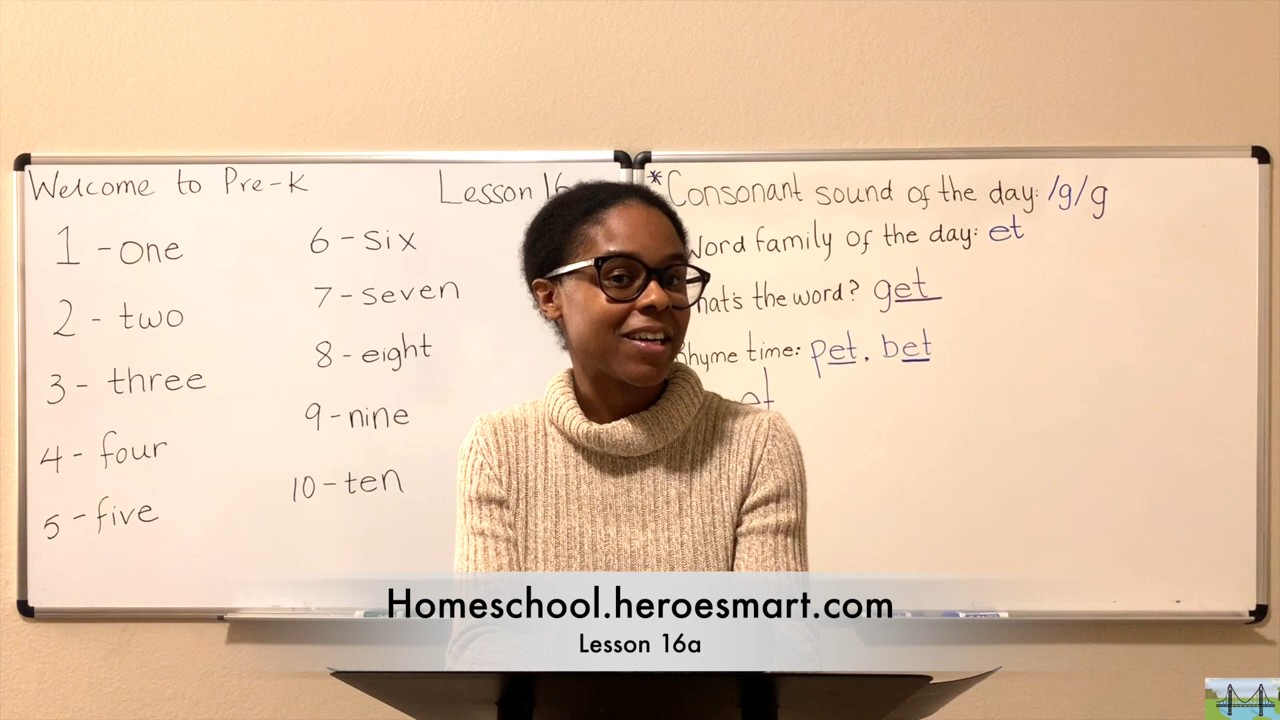 Welcome to Pre-K
Lesson 16
1 - one
2 - two
3 - three
4 - four
5 - five
6 - six
7 - seven
8 - eight
9 - nine
10 - ten
*Consonant sound of the day: /g/g
word family of the day: et
hat's the word? get
Rhyme time: pet, bet
et
Homeschool.heroesmart.com
Lesson 16a